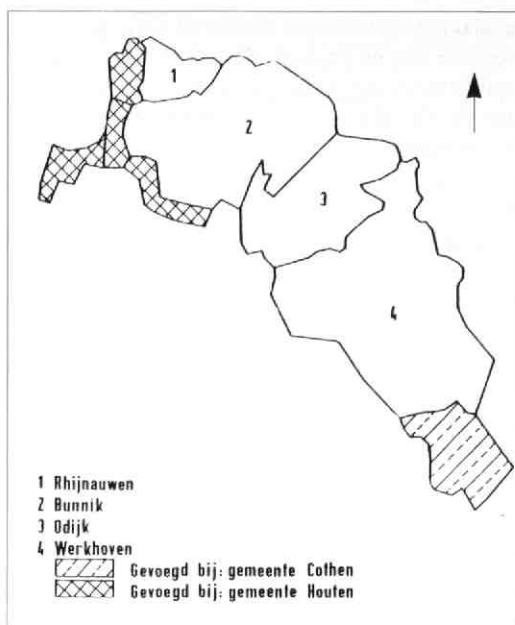 1
2
3
4
1 Rhijnauwen
2 Bunnik
3 Odijk
4 Werkhoven
Gevoegd bij: gemeente Cothen
Gevoegd bij: gemeente Houten